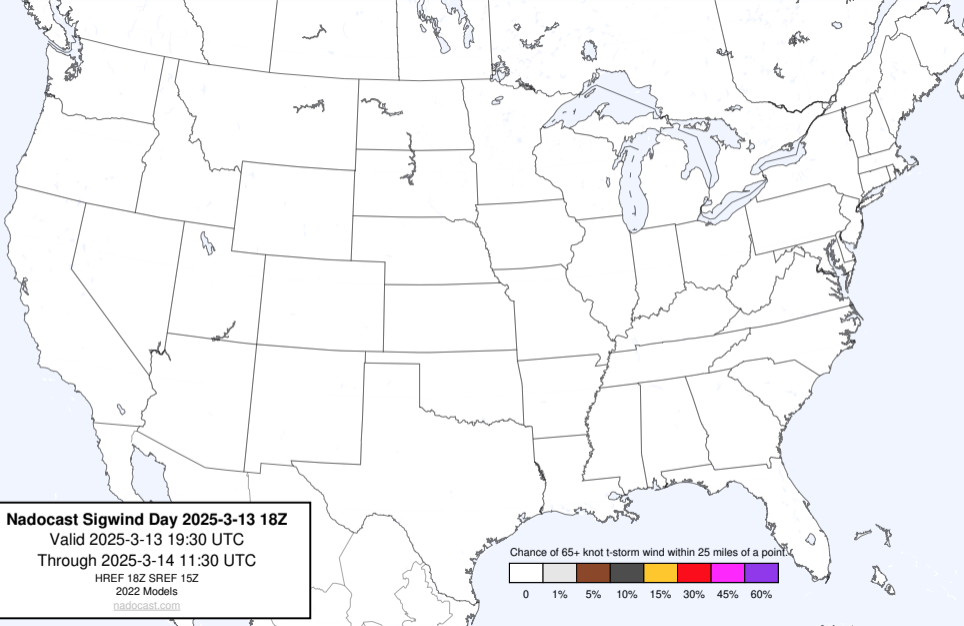 Nadocast Sigwind Day 2025-3-13 18Z
Valid 2025-3-13 19:30 UTC
Through 2025-3-14 11:30 UTC
HREF 18Z SREF 15Z
2022 Models
nadocast.com
Chance of 65+ knot t-storm wind within 25 miles of a point.
0 1% 5% 10% 15% 30% 45% 60%